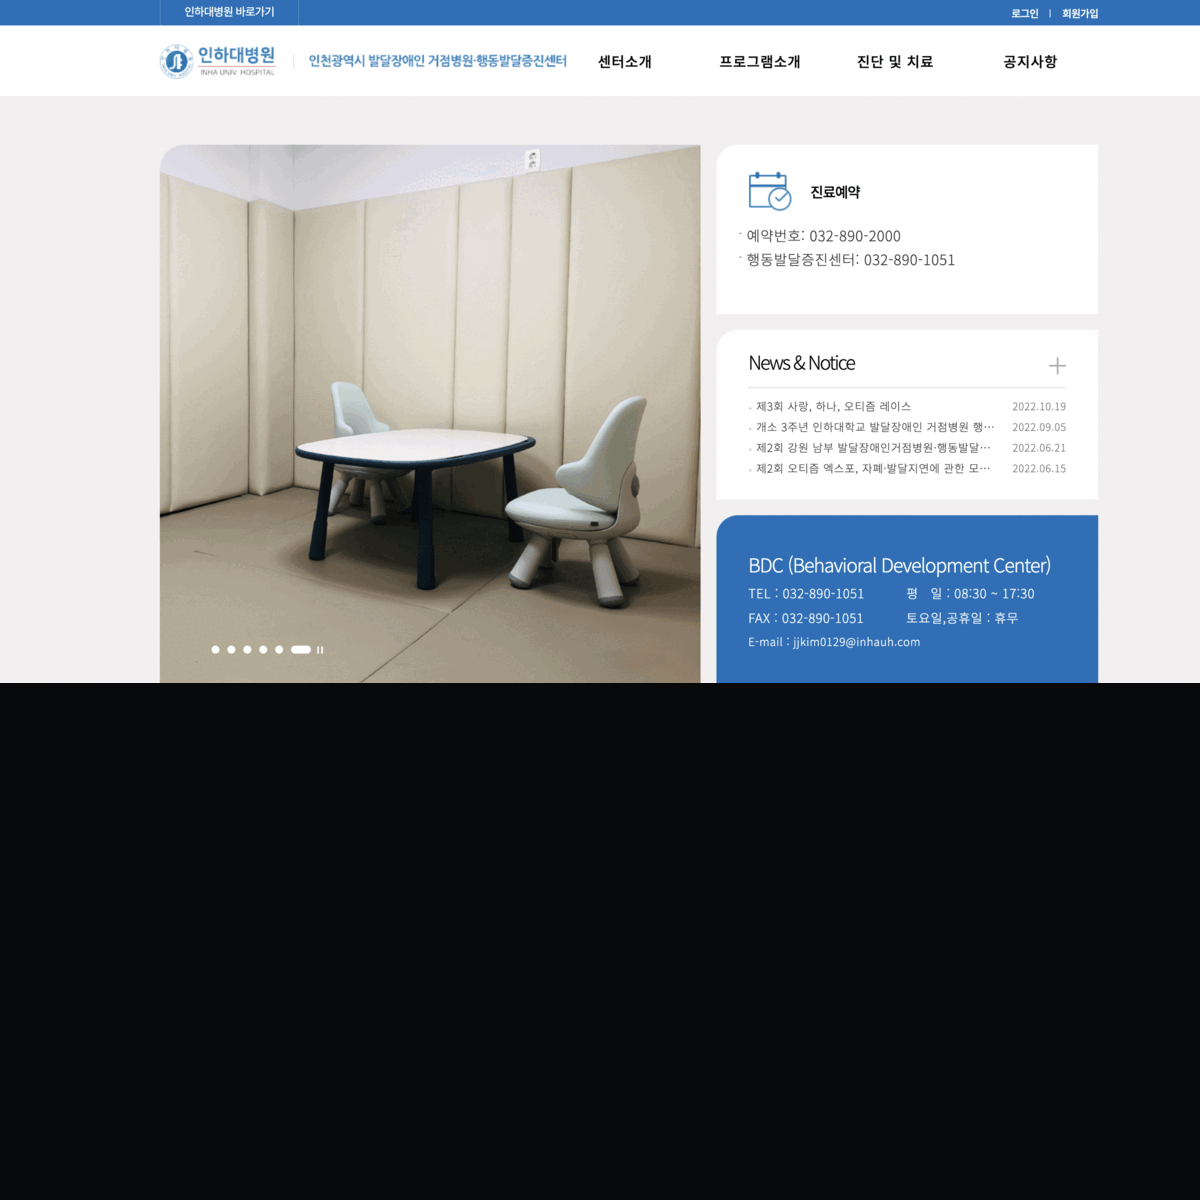 인하대병원 바로가기
로그인 | 회원가입
인하대병원
INHA UNIV. HOSPITAL
인천광역시 발달장애인 거점병원·행동발달증진센터
센터소개
프로그램소개
진단 및 치료
공지사항
진료예약
- 예약번호: 032-890-2000
- 행동발달증진센터: 032-890-1051
News & Notice
제3회 사랑, 하나, 오티즘 레이스 2022.10.19
개소 3주년 인하대학교 발달장애인 거점병원 행… 2022.09.05
제2회 강원 남부 발달장애인거점병원·행동발달… 2022.06.21
제2회 오티즘 엑스포, 자폐·발달지연에 관한 모… 2022.06.15
BDC (Behavioral Development Center)
TEL : 032-890-1051 평 일 : 08:30 ~ 17:30
FAX : 032-890-1051 토요일,공휴일 : 휴무
E-mail : jjkim0129@inhauh.com